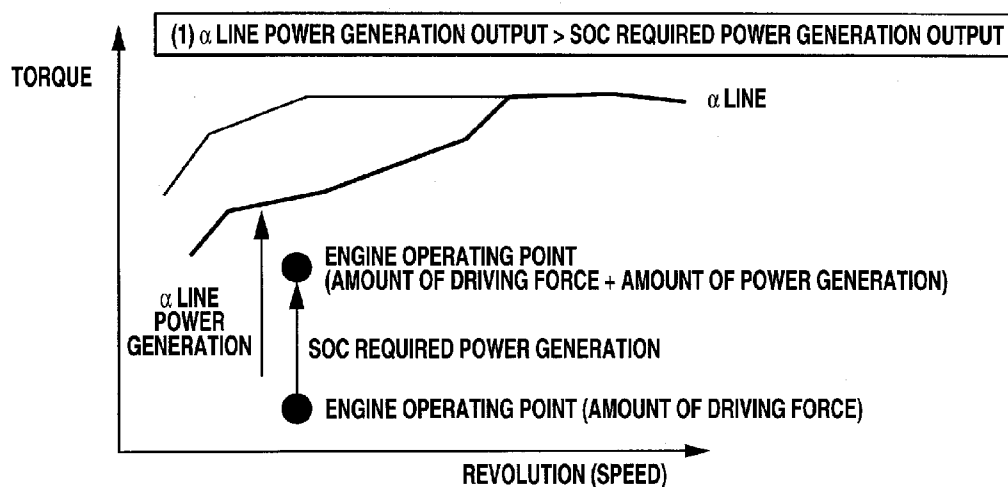 (1) α LINE POWER GENERATION OUTPUT > SOC REQUIRED POWER GENERATION OUTPUT
TORQUE
α LINE
ENGINE OPERATING POINT
(AMOUNT OF DRIVING FORCE + AMOUNT OF POWER GENERATION)
α LINE
POWER
GENERATION
SOC REQUIRED POWER GENERATION
ENGINE OPERATING POINT (AMOUNT OF DRIVING FORCE)
REVOLUTION (SPEED)